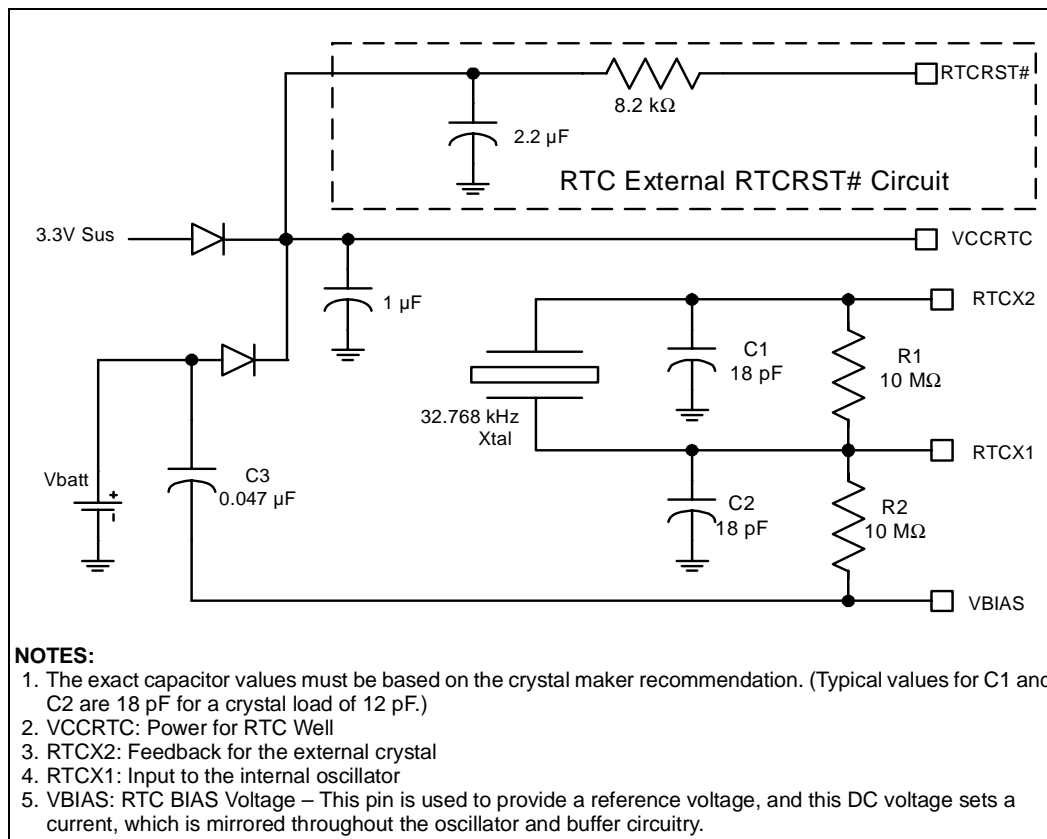 RTCRST#
8.2 kΩ
2.2 µF
RTC External RTCRST# Circuit
3.3V Sus
VCCRTC
1 µF
RTCX2
C1
18 pF
R1
10 MΩ
32.768 kHz
Xtal
RTCX1
Vbatt
C3
0.047 µF
C2
18 pF
R2
10 MΩ
VBIAS
NOTES:
1. The exact capacitor values must be based on the crystal maker recommendation. (Typical values for C1 and
C2 are 18 pF for a crystal load of 12 pF.)
2. VCCRTC: Power for RTC Well
3. RTCX2: Feedback for the external crystal
4. RTCX1: Input to the internal oscillator
5. VBIAS: RTC BIAS Voltage – This pin is used to provide a reference voltage, and this DC voltage sets a
current, which is mirrored throughout the oscillator and buffer circuitry.